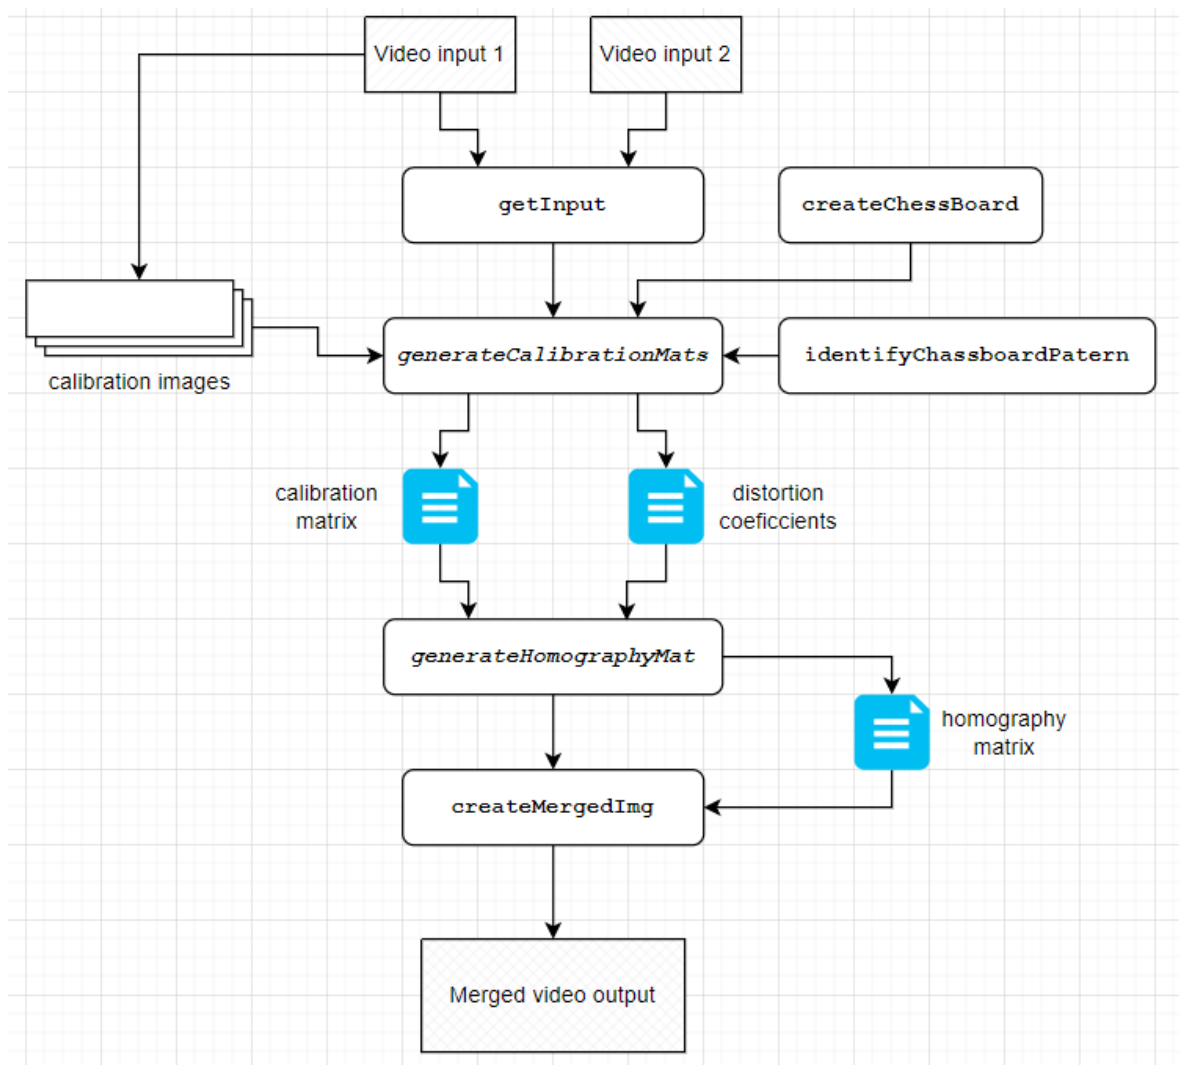 Video input 1
Video input 2
getInput
createChessBoard
generateCalibrationMats
identifyChassboardPatern
calibration images
calibration
matrix
distortion
coeficcients
generateHomographyMat
homography
matrix
createMergedImg
Merged video output